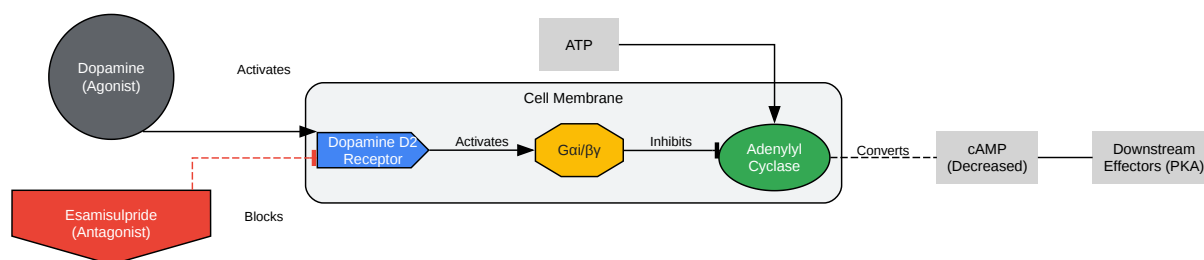 ATP
Dopamine
(Agonist)
Activates
Cell Membrane
Dopamine D2
Receptor
Activates
Gαi/βγ
Inhibits
Adenylyl
Cyclase
Converts
cAMP
(Decreased)
Downstream
Effectors (PKA)
Esamisulpride
(Antagonist)
Blocks